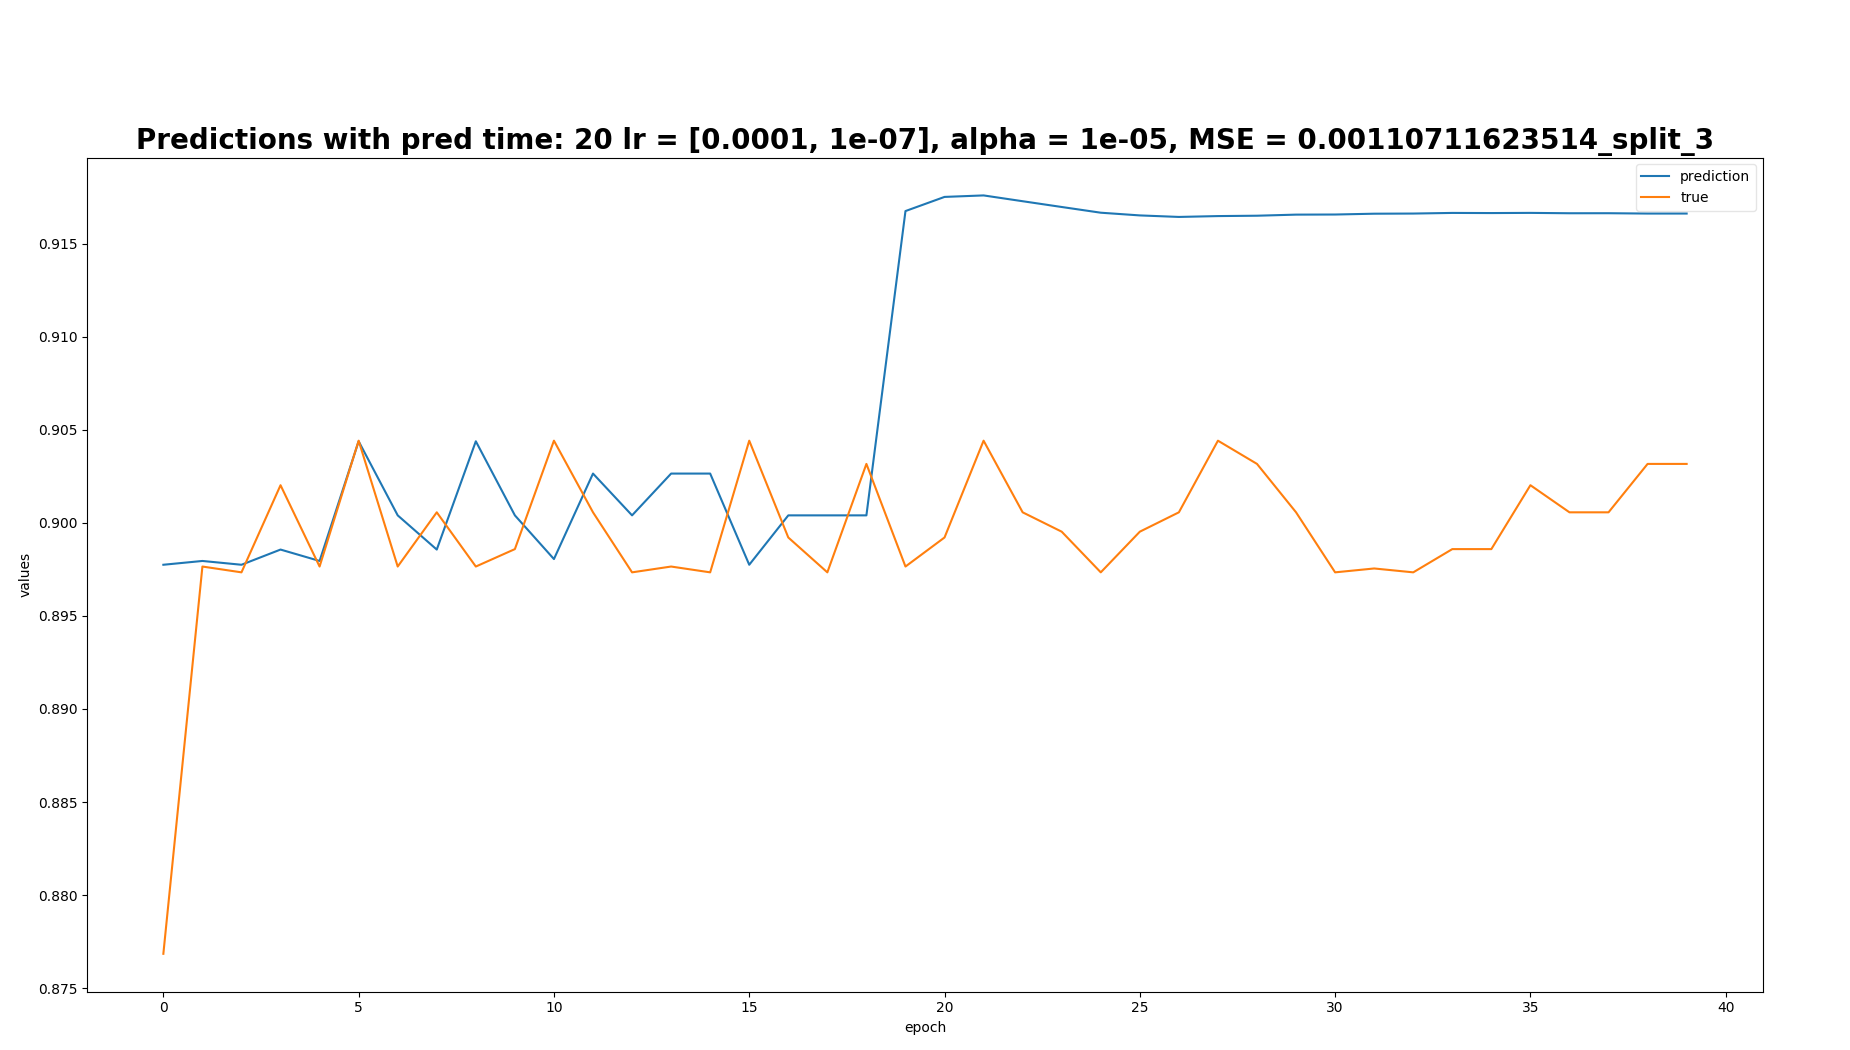 Predictions with pred time: 20 lr = [0.0001, 1e-07], alpha = 1e-05, MSE = 0.00110711623514_split_3
prediction
true
0.915
0.910
0.905
0.900
0.895
0.890
0.885
0.880
0.875
values
0 5 10 15 20 25 30 35 40
epoch